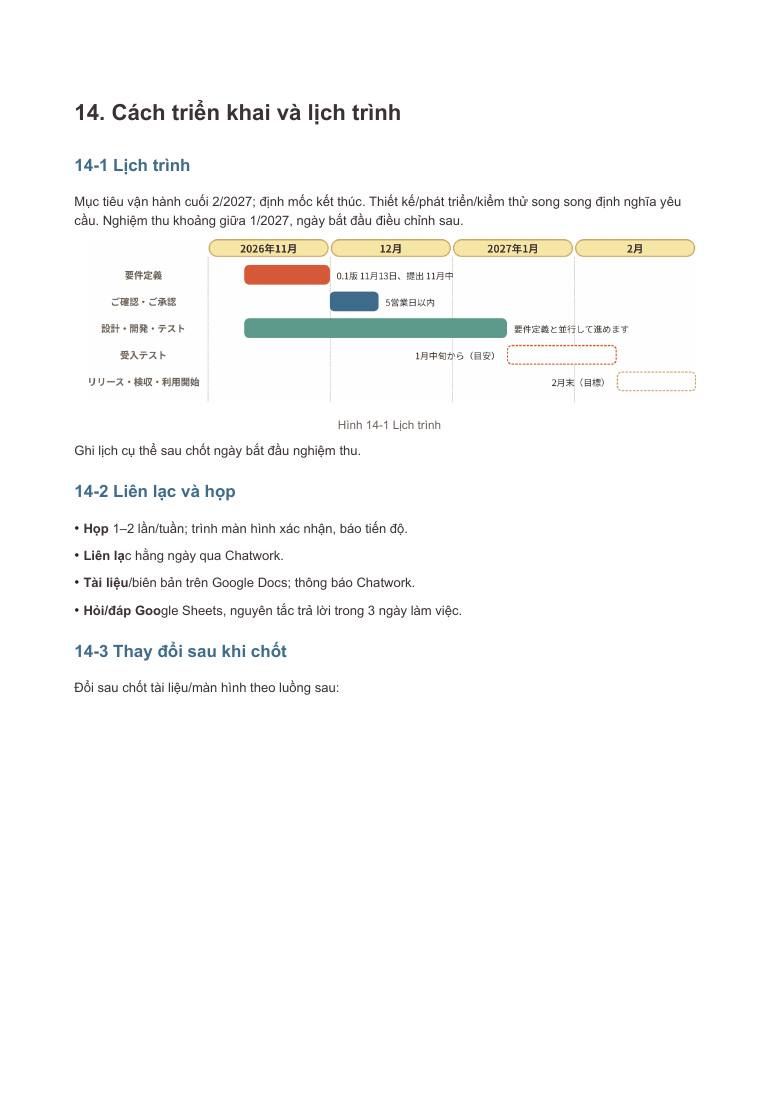 14. Cách triển khai và lịch trình
14-1 Lịch trình
Mục tiêu vận hành cuối 2/2027; định mốc kết thúc. Thiết kế/phát triển/kiểm thử song song định nghĩa yêu
cầu. Nghiệm thu khoảng giữa 1/2027, ngày bắt đầu điều chỉnh sau.
2026年11月 12月 2027年1月 2月
要件定義 0.1版 11月13日、提出 11月中
ご確認・ご承認 5営業日以内
設計・開発・テスト 要件定義と並行して進めます
受入テスト 1月中旬から（目安）
リリース・検収・利用開始 2月末（目標）
Hình 14-1 Lịch trình
Ghi lịch cụ thể sau chốt ngày bắt đầu nghiệm thu.
14-2 Liên lạc và họp
• Họp 1–2 lần/tuần; trình màn hình xác nhận, báo tiến độ.
• Liên lạc hằng ngày qua Chatwork.
• Tài liệu/biên bản trên Google Docs; thông báo Chatwork.
• Hỏi/đáp Google Sheets, nguyên tắc trả lời trong 3 ngày làm việc.
14-3 Thay đổi sau khi chốt
Đổi sau chốt tài liệu/màn hình theo luồng sau: